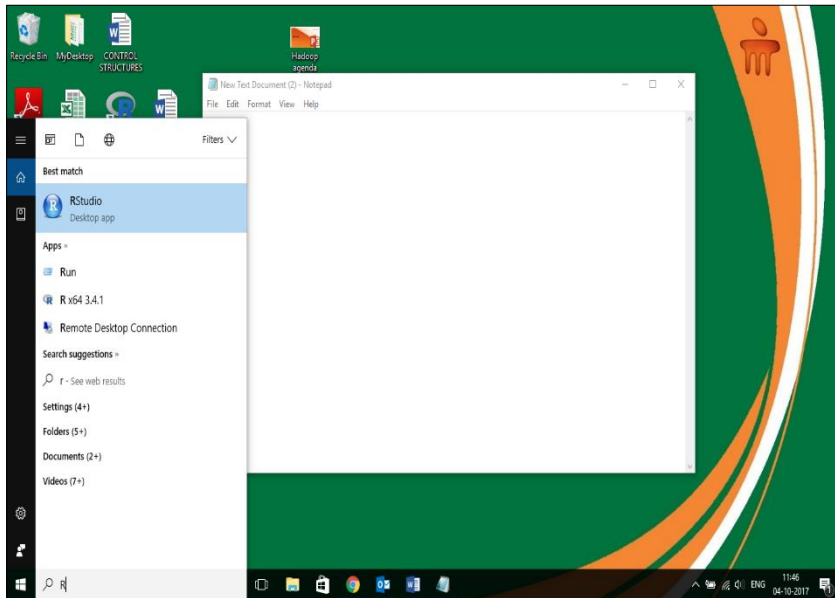 Recycle Bin
MyDesktop
CONTROL
STRUCTURES
Hadoop
agenda
New Text Document (2) - Notepad
File Edit Format View Help
Filters
Best match
RStudio
Desktop app
Apps »
Run
R x64 3.4.1
Remote Desktop Connection
Search suggestions »
r - See web results
Settings (4+)
Folders (5+)
Documents (2+)
Videos (7+)
R
ENG
11:46
04-10-2017